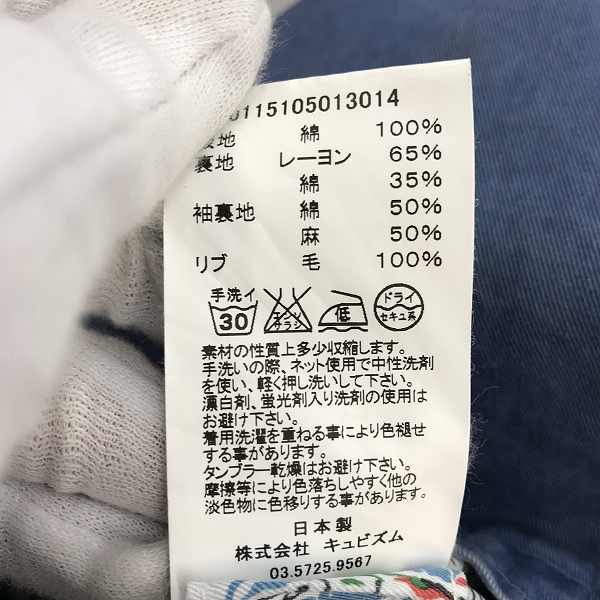 115105013014
表地 綿 100%
裏地 レーヨン 65%
綿 35%
袖裏地 綿 50%
麻 50%
リブ 毛 100%
手洗イ 30 エンソサラシ 低 ドライ セキユ系
素材の性質上多少収縮します。
手洗いの際、ネット使用で中性洗剤
を使い、軽く押し洗いして下さい。
漂白剤、蛍光剤入り洗剤の使用は
お避け下さい。
着用洗濯を重ねる事により色褪せ
する事があります。
タンブラー乾燥はお避け下さい。
摩擦等により色落ちしやすく他の
淡色物に色移りする事があります。
日本製
株式会社 キュビズム
03.5725.9567